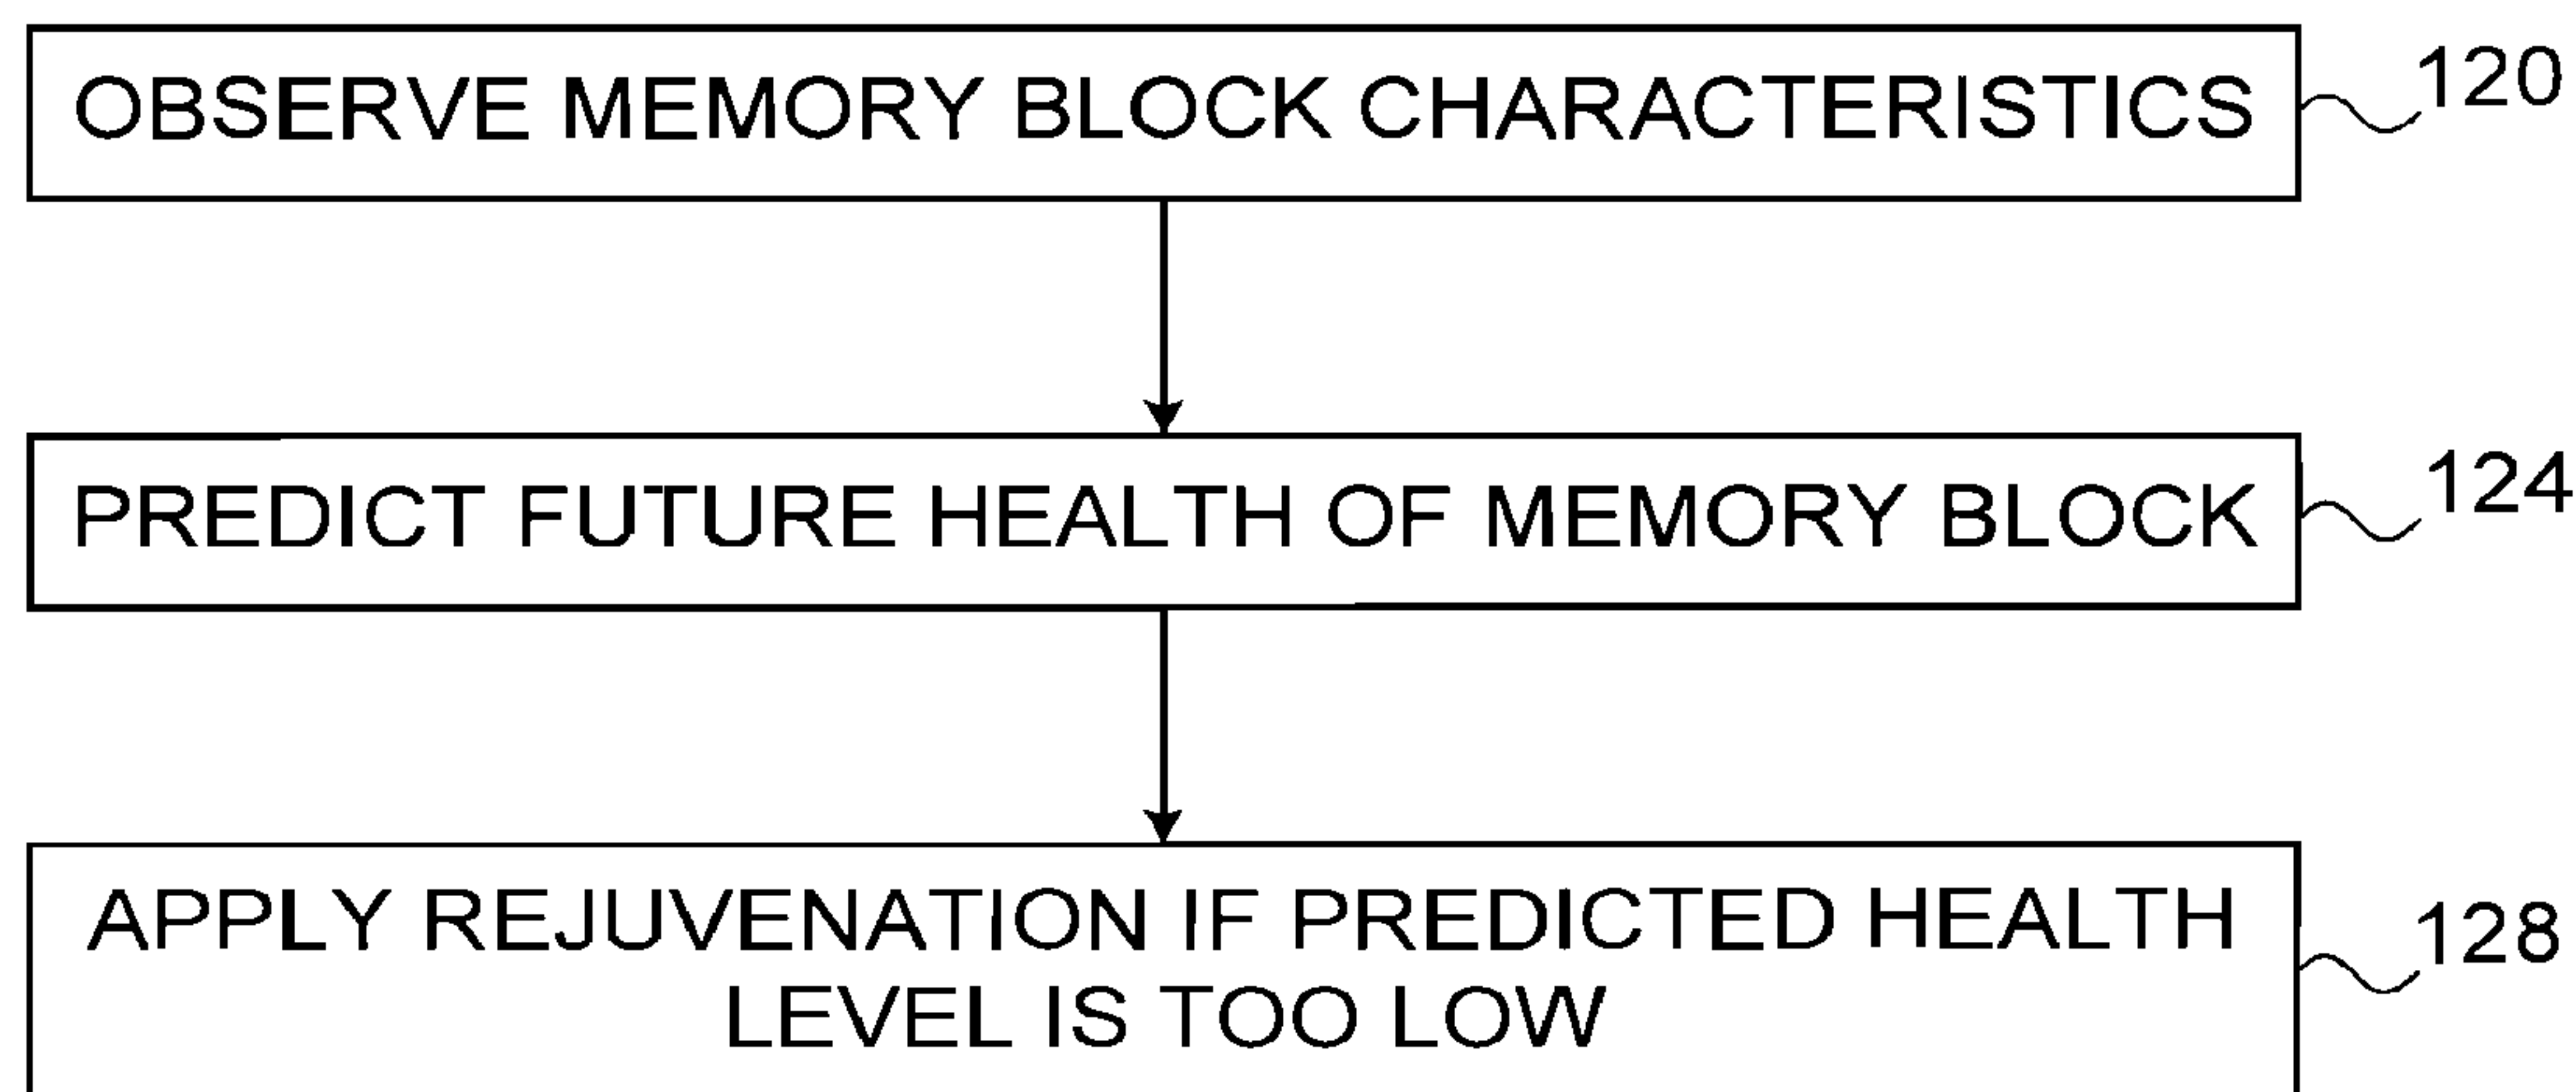 OBSERVE MEMORY BLOCK CHARACTERISTICS
120
PREDICT FUTURE HEALTH OF MEMORY BLOCK
124
APPLY REJUVENATION IF PREDICTED HEALTH
LEVEL IS TOO LOW
128